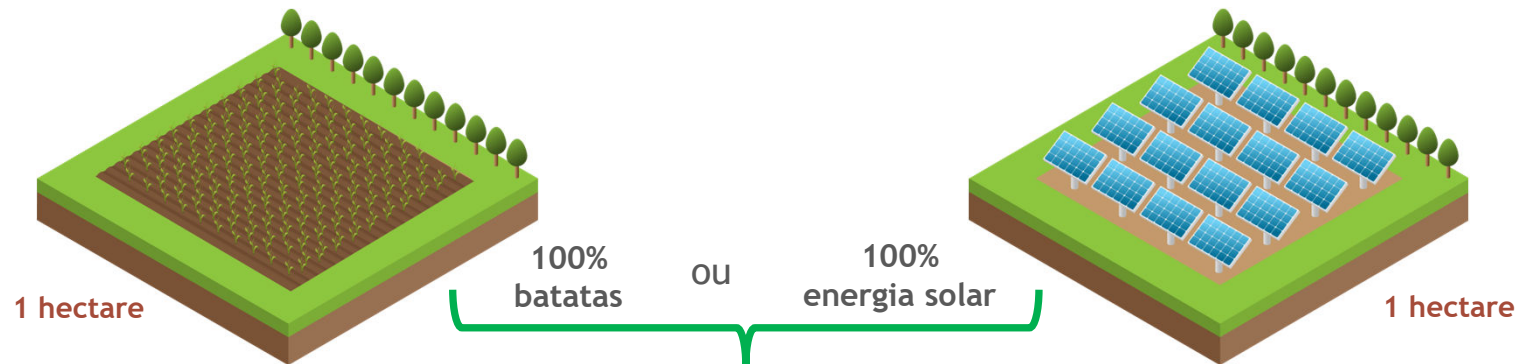 100%
batatas
ou
100%
energia solar
1 hectare
1 hectare